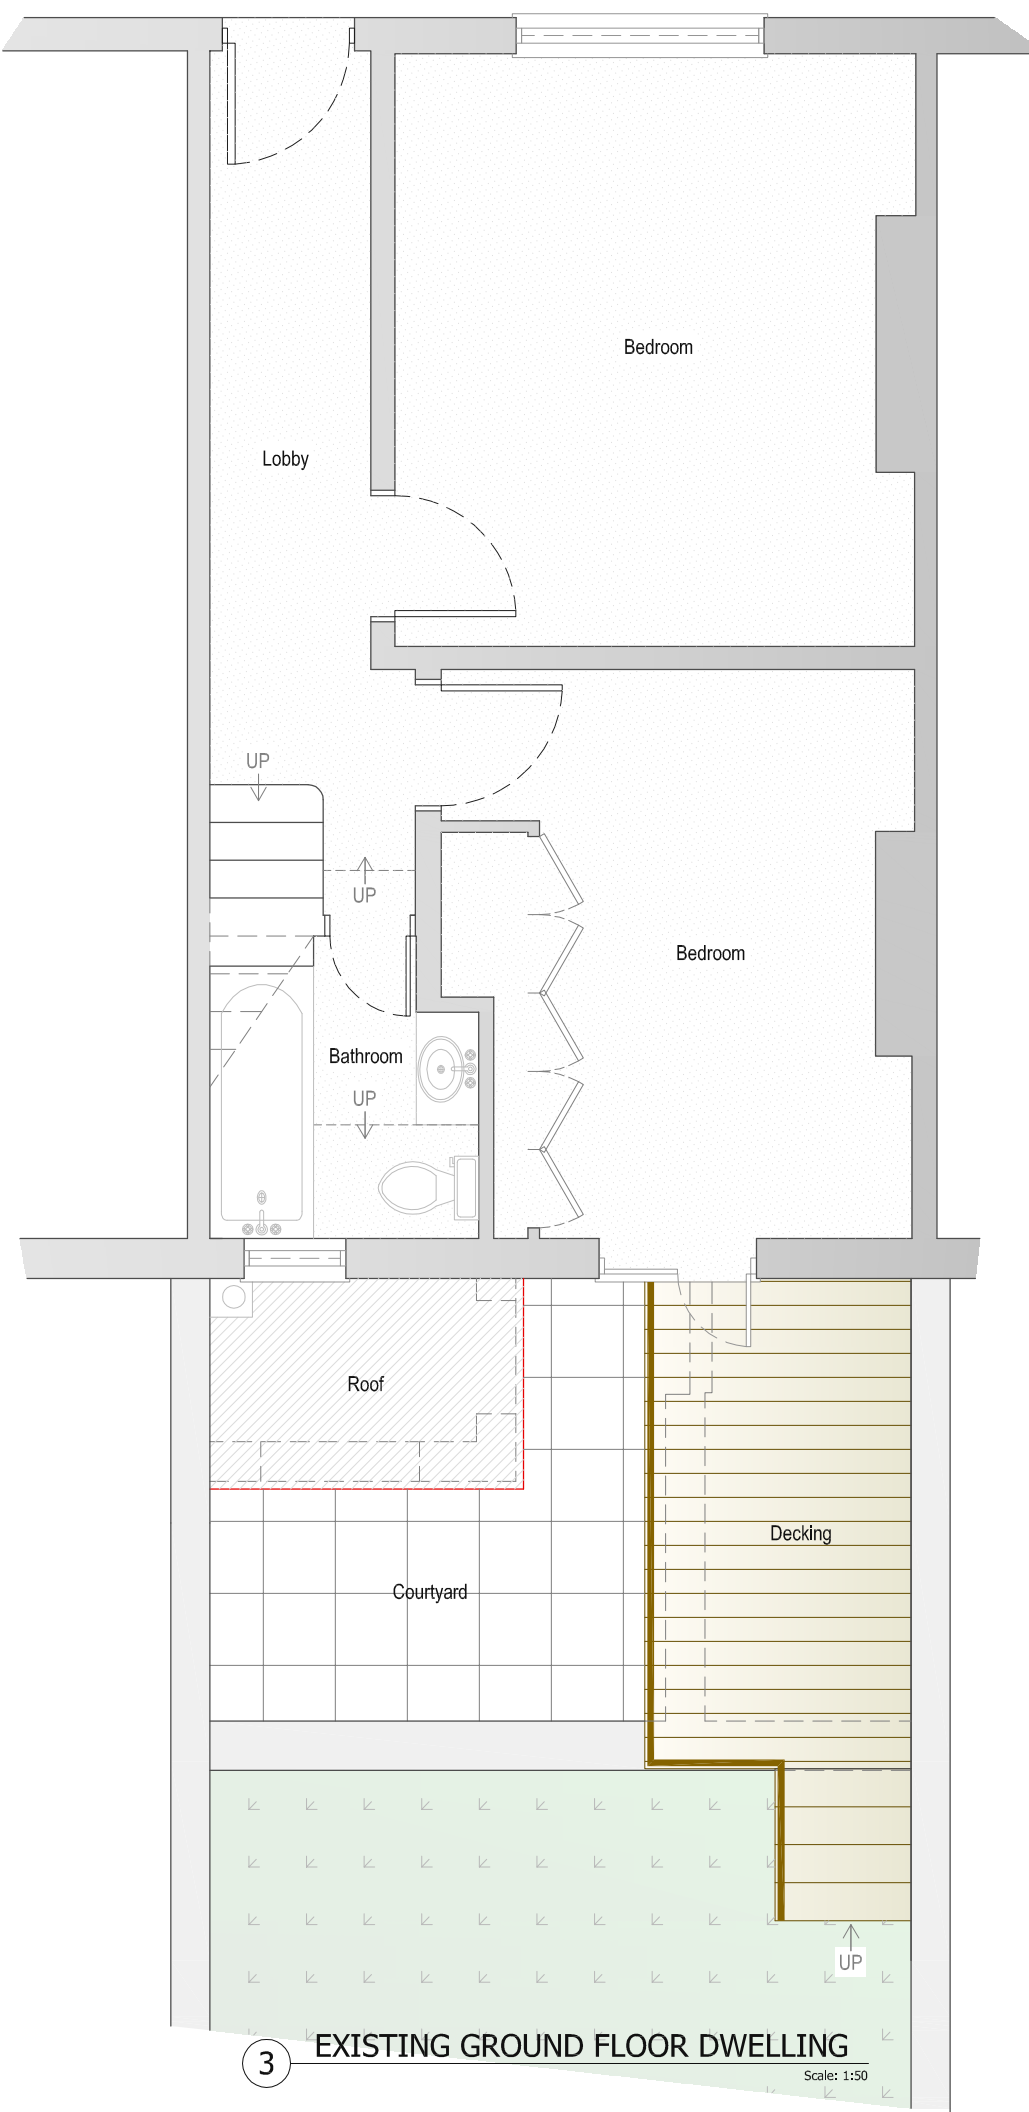 Bedroom
Lobby
UP
UP
Bedroom
Bathroom
UP
Roof
Decking
Courtyard
UP
3
EXISTING GROUND FLOOR DWELLING
Scale: 1:50